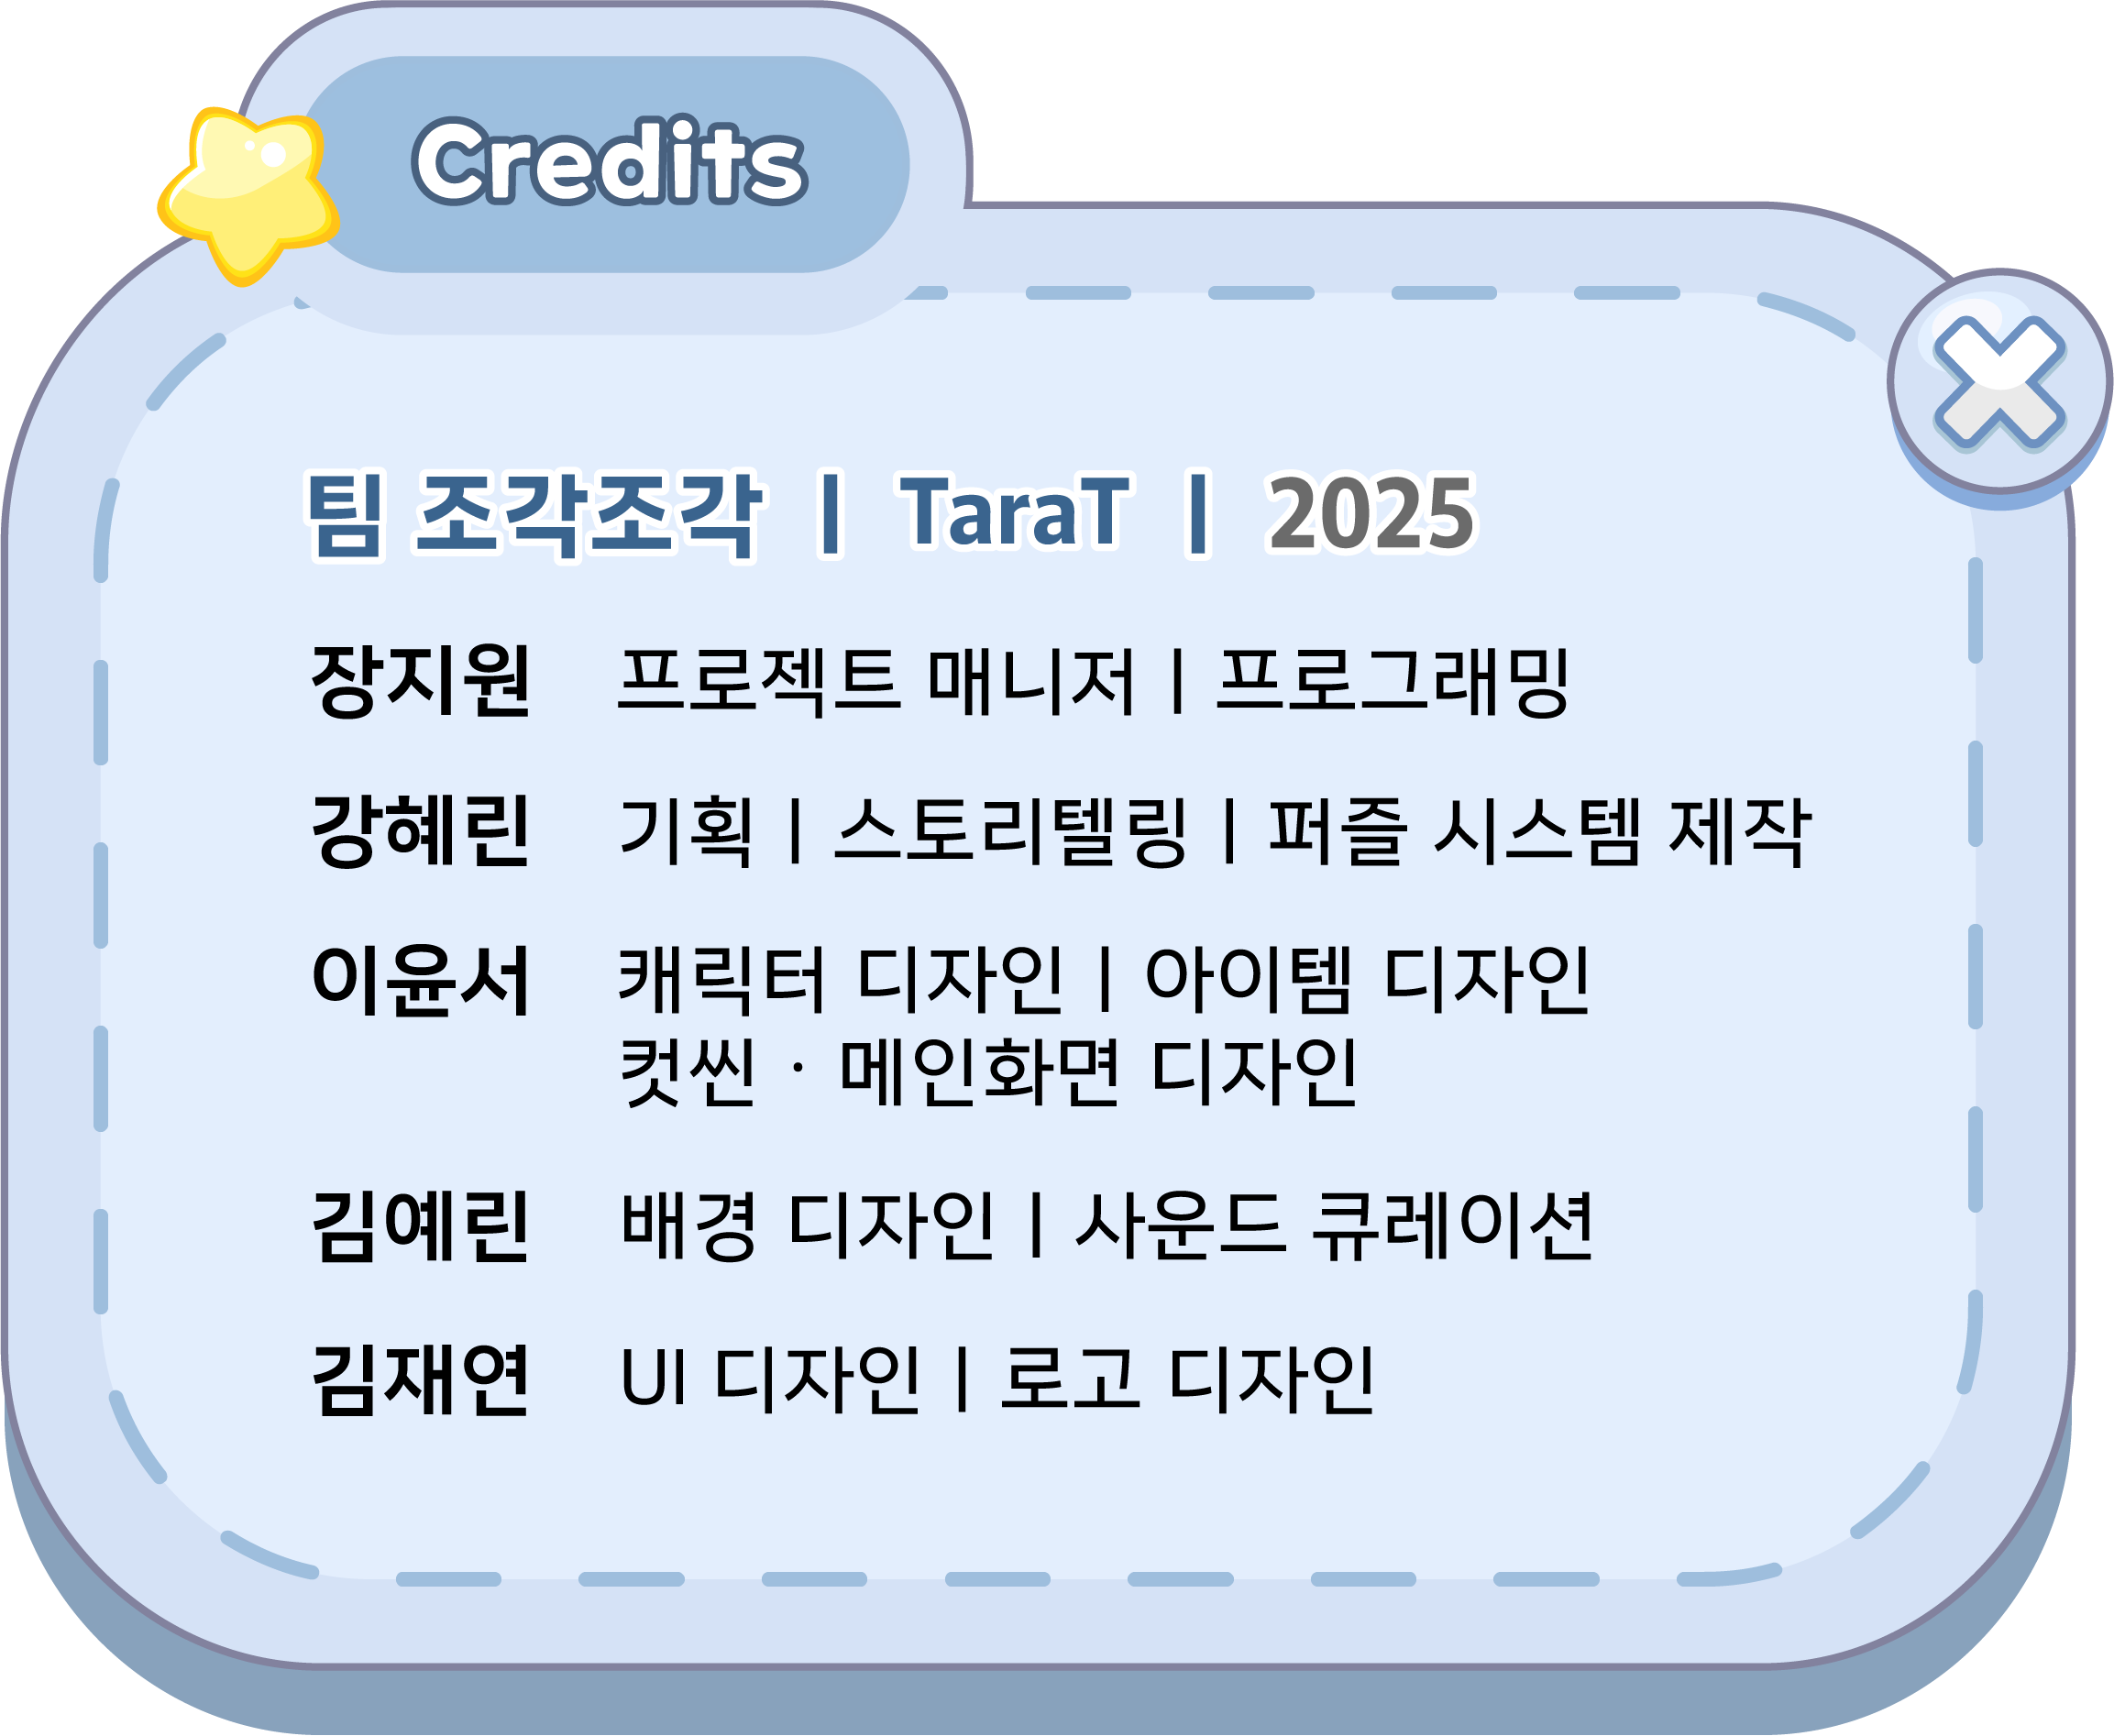 Credits
팀 조각조각 | TaraT | 2025
장지원 프로젝트 매니저 | 프로그래밍
강혜린 기획 | 스토리텔링 | 퍼즐 시스템 제작
이윤서 캐릭터 디자인 | 아이템 디자인
컷씬 · 메인화면 디자인
김예린 배경 디자인 | 사운드 큐레이션
김재연 UI 디자인 | 로고 디자인